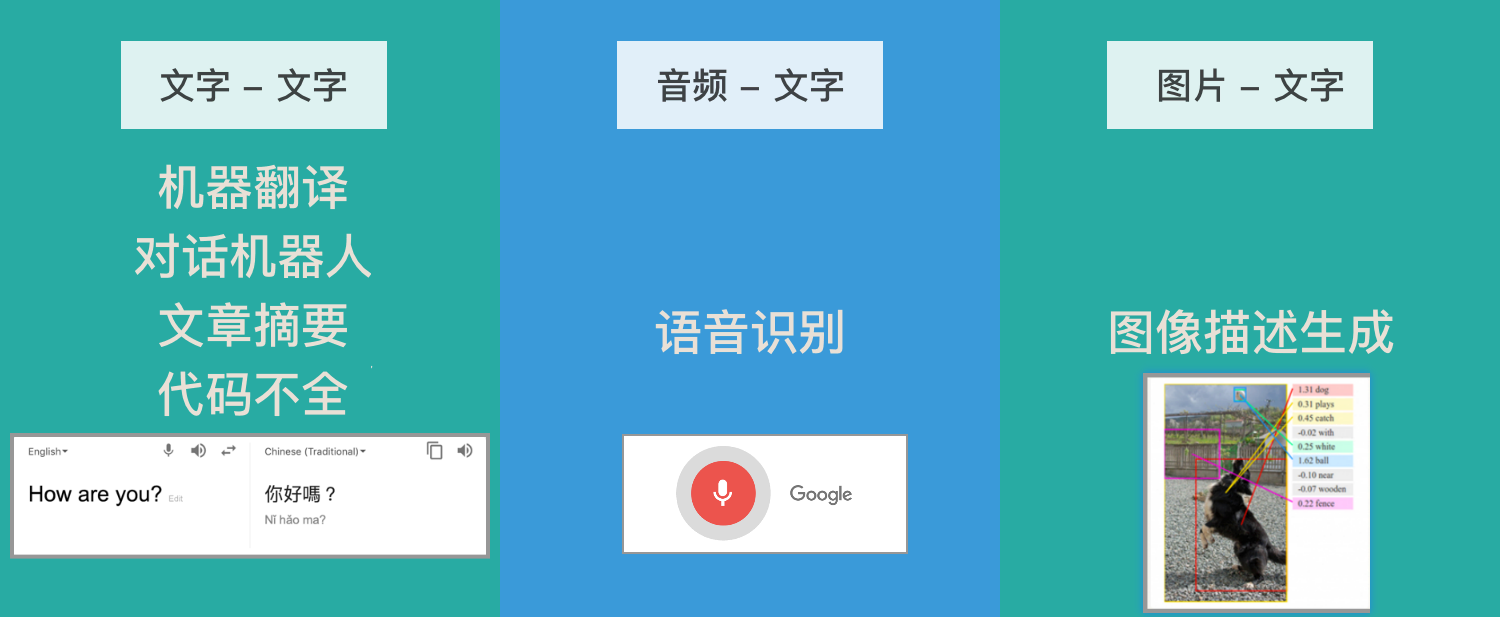 文字 – 文字
机器翻译
对话机器人
文章摘要
代码不全
English
Chinese (Traditional)
How are you?
Edit
你好嗎？
Nǐ hǎo ma?
音频 – 文字
语音识别
Google
图片 – 文字
图像描述生成
1.31 dog
0.31 plays
0.45 catch
-0.02 with
0.25 white
1.62 ball
-0.10 near
-0.07 wooden
0.22 fence